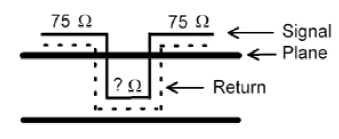 75 Ω
75 Ω
Signal
Plane
? Ω
Return